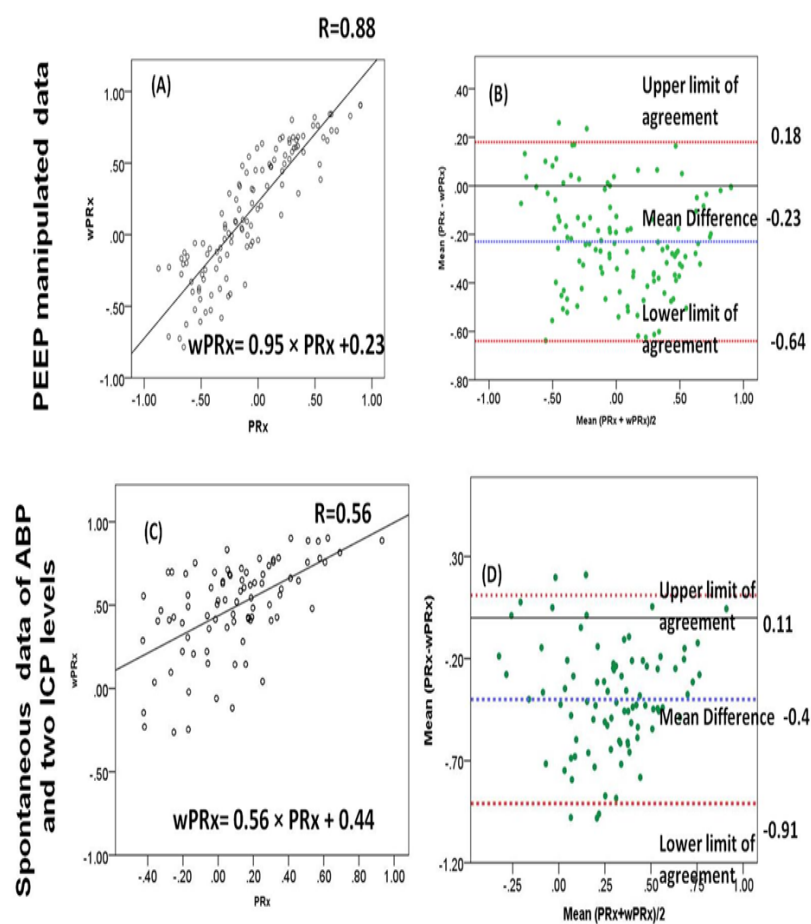 R=0.88
PEEP manipulated data
(A)
1.00
.50
.00
-.50
-1.00
wPRx
wPRx= 0.95 × PRx +0.23
-1.00 -.50 .00 .50 1.00
PRx
(B)
Upper limit of
agreement
0.18
Mean Difference -0.23
Lower limit of
agreement
-0.64
.40
.20
.00
-.20
-.40
-.60
-.80
Mean (PRx - wPRx)
-1.00 -.50 .00 .50 1.00
Mean (PRx + wPRx)/2
Spontaneous data of ABP
and two ICP levels
(C)
R=0.56
1.00
.50
.00
-.50
-1.00
wPRx
wPRx= 0.56 × PRx + 0.44
-.40 -.20 .00 .20 .40 .60 .80 1.00
PRx
(D)
Upper limit of
agreement
0.11
Mean Difference -0.4
Lower limit of
agreement
-0.91
.30
-.20
-.70
-1.20
Mean (PRx-wPRx)
-.25 .00 .25 .50 .75 1.00
Mean (PRx+wPRx)/2